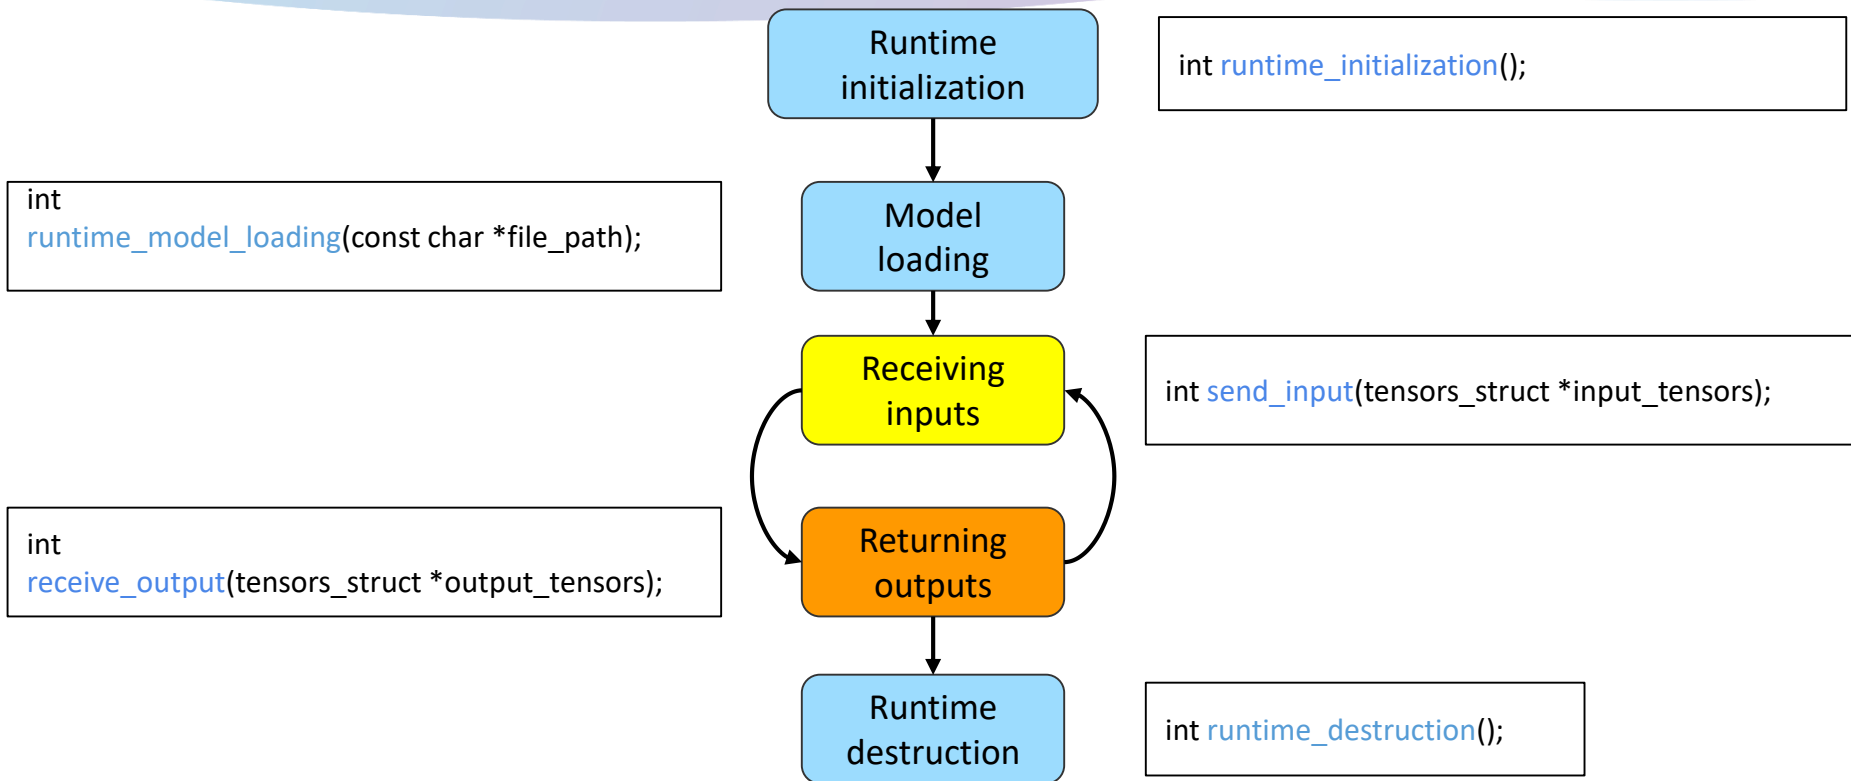 Runtime
initialization
int runtime_initialization();
int
runtime_model_loading(const char *file_path);
Model
loading
Receiving
inputs
int send_input(tensors_struct *input_tensors);
int
receive_output(tensors_struct *output_tensors);
Returning
outputs
Runtime
destruction
int runtime_destruction();